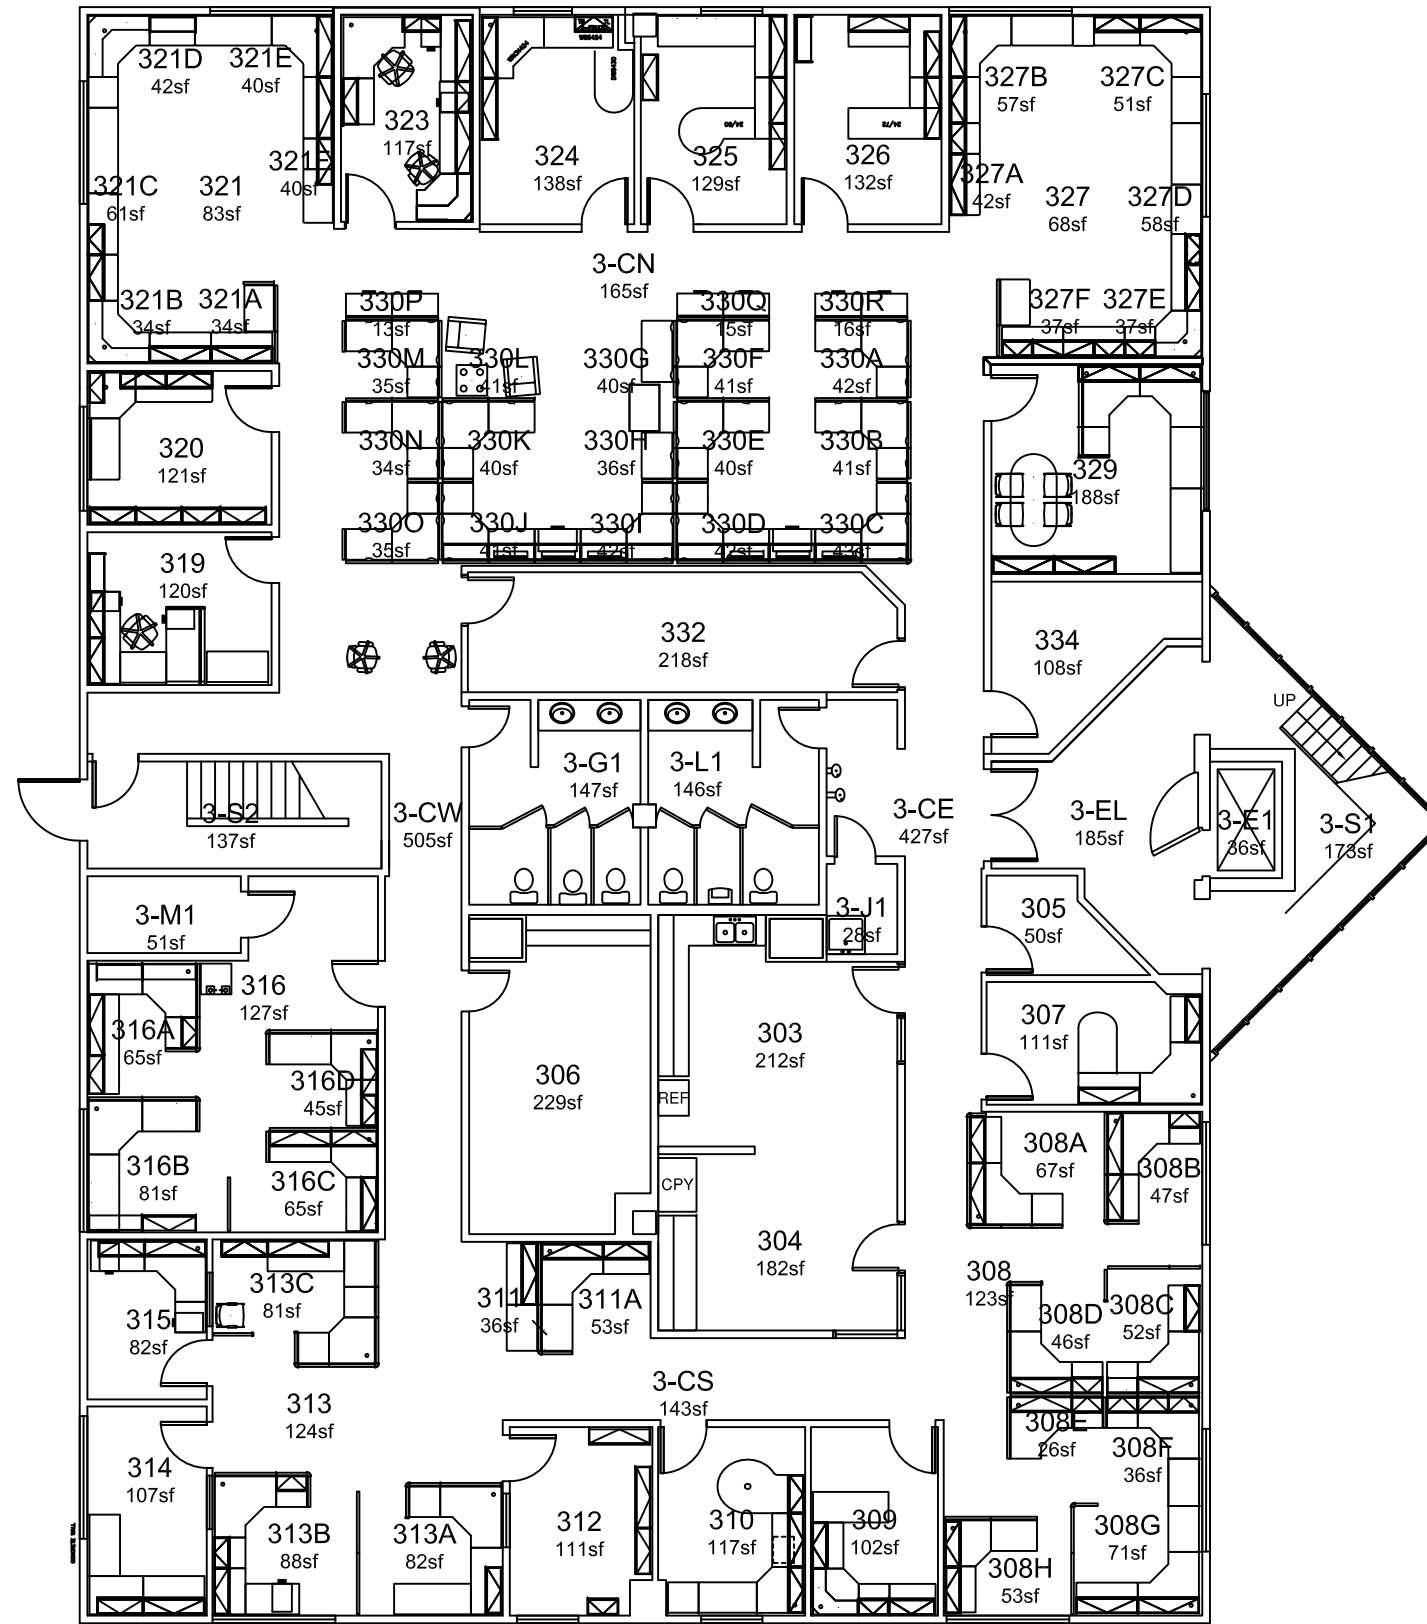 321D
42sf
321E
40sf
323
117sf
324
138sf
325
129sf
24/60
326
132sf
24/72
327B
57sf
327C
51sf
321F
40sf
321C
61sf
321
83sf
327A
42sf
327
68sf
327D
58sf
3-CN
165sf
321B
34sf
321A
34sf
330P
13sf
330Q
15sf
330R
16sf
327F
37sf
327E
37sf
330M
35sf
330L
41sf
330G
40sf
330F
41sf
330A
42sf
320
121sf
330N
34sf
330K
40sf
330H
36sf
330E
40sf
330B
41sf
329
188sf
330O
35sf
330J
41sf
330I
42sf
330D
42sf
330C
43sf
319
120sf
332
218sf
334
108sf
UP
3-G1
147sf
3-L1
146sf
3-S2
137sf
3-CW
505sf
3-CE
427sf
3-EL
185sf
3-E1
36sf
3-S1
173sf
3-M1
51sf
3-J1
28sf
305
50sf
316
127sf
316A
65sf
303
212sf
307
111sf
316D
45sf
306
229sf
REF
316B
81sf
316C
65sf
CPY
308A
67sf
308B
47sf
304
182sf
313C
81sf
308
123sf
315
82sf
311
36sf
311A
53sf
308D
46sf
308C
52sf
3-CS
143sf
313
124sf
308E
26sf
308F
36sf
314
107sf
313B
88sf
313A
82sf
312
111sf
310
117sf
309
102sf
308G
71sf
308H
53sf